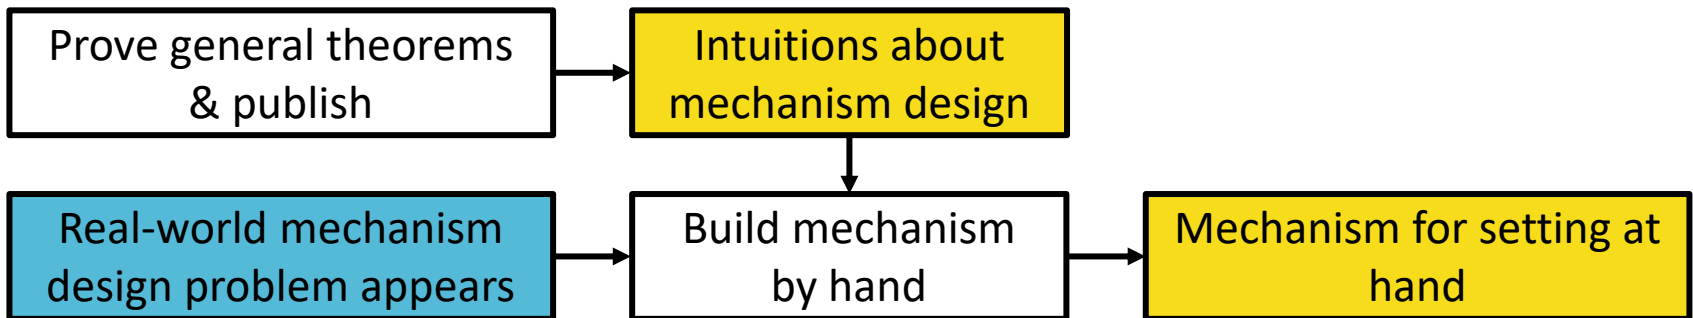 Prove general theorems
& publish
Intuitions about
mechanism design
Real-world mechanism
design problem appears
Build mechanism
by hand
Mechanism for setting at
hand